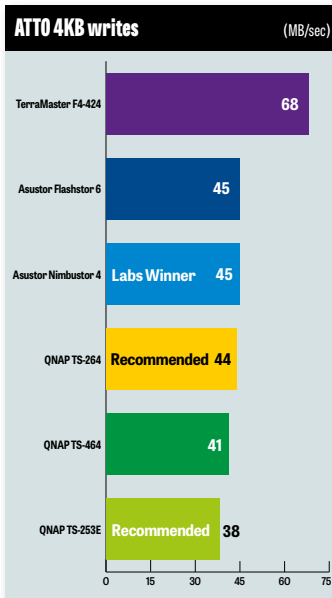 ATTO 4KB writes (MB/sec)
TerraMaster F4-424 68
Asustor Flashstor 6 45
Asustor Nimbustor 4 Labs Winner 45
QNAP TS-264 Recommended 44
QNAP TS-464 41
QNAP TS-253E Recommended 38
0 15 30 45 60 75